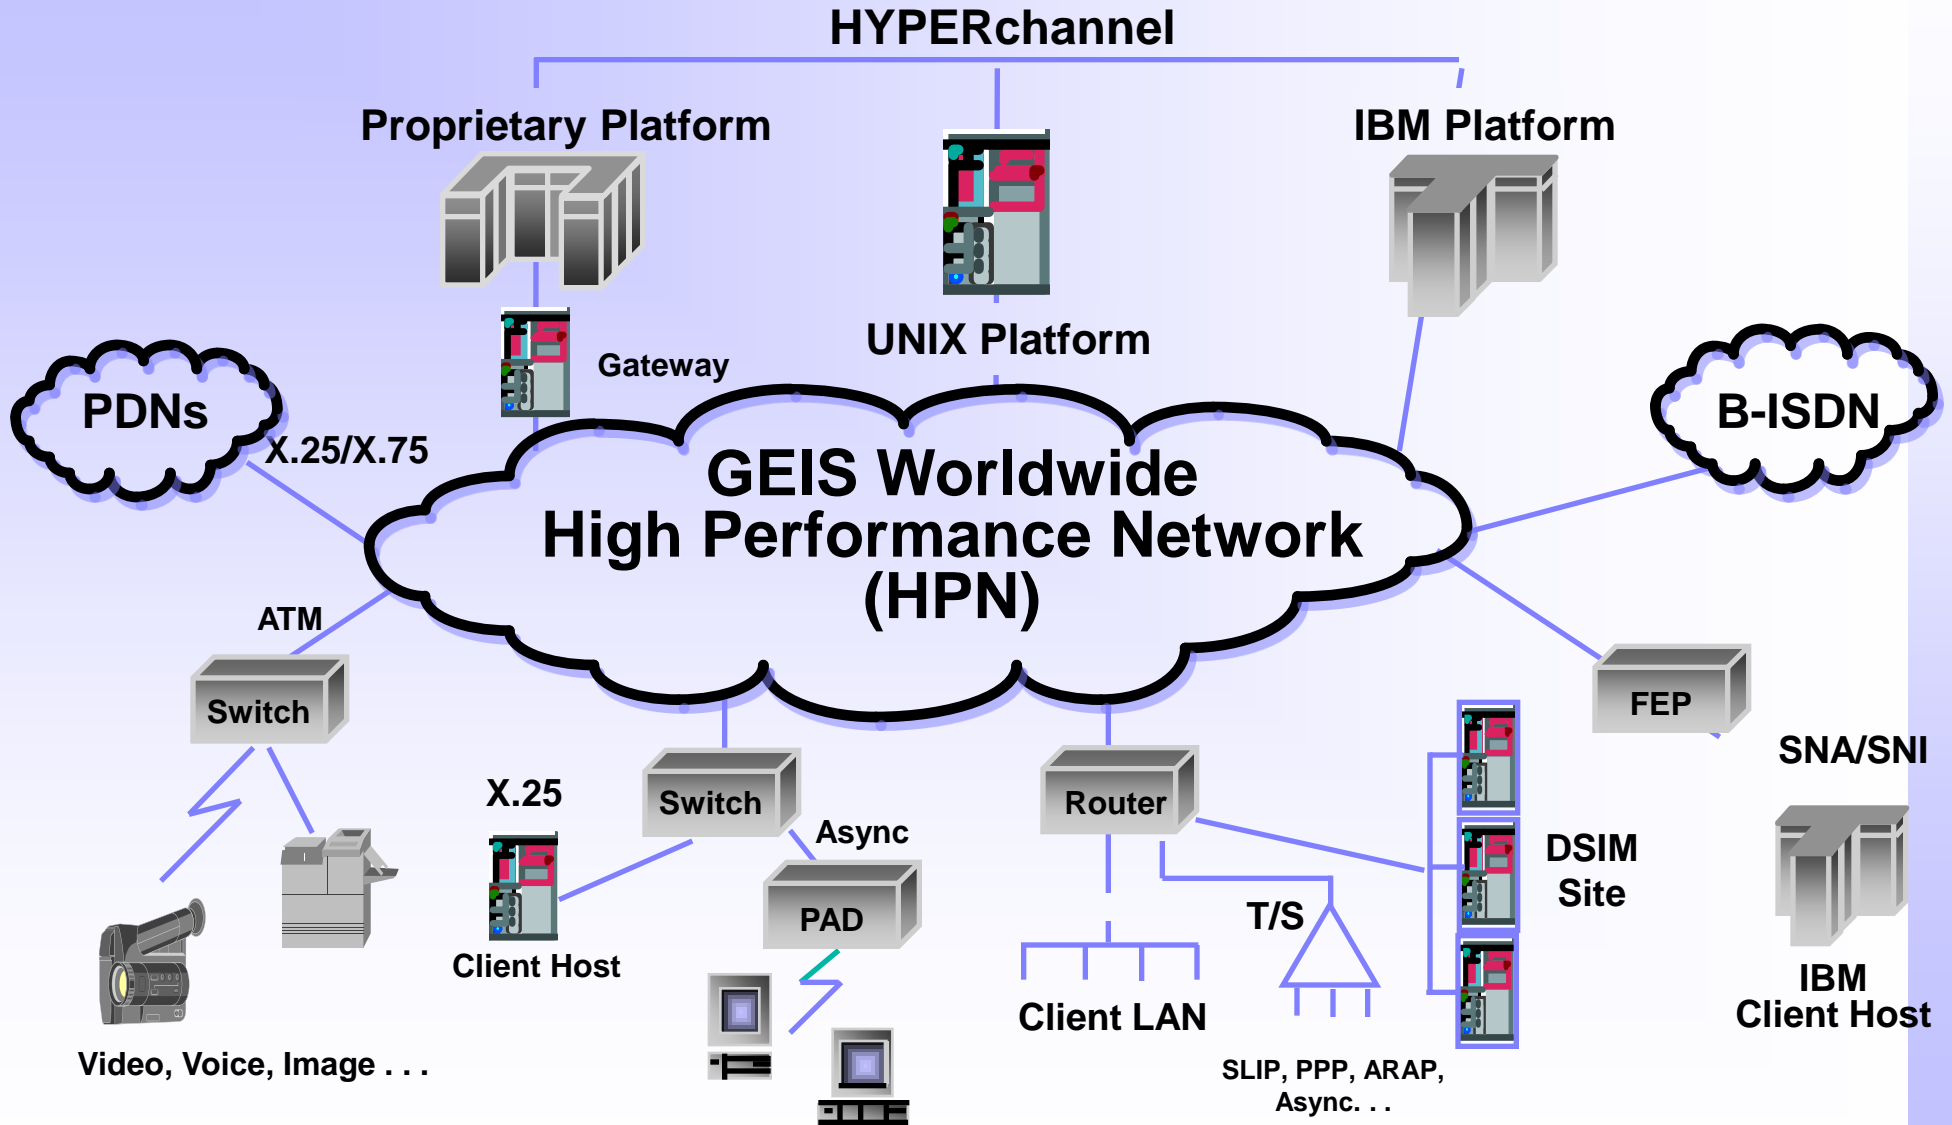 HYPERchannel
Proprietary Platform
IBM Platform
UNIX Platform
Gateway
PDNs
B-ISDN
X.25/X.75
GEIS Worldwide
High Performance Network
(HPN)
ATM
Switch
FEP
SNA/SNI
X.25
Switch
Router
Async
DSIM
Site
PAD
T/S
Client Host
IBM
Client Host
Client LAN
Video, Voice, Image . . .
SLIP, PPP, ARAP,
Async. . .